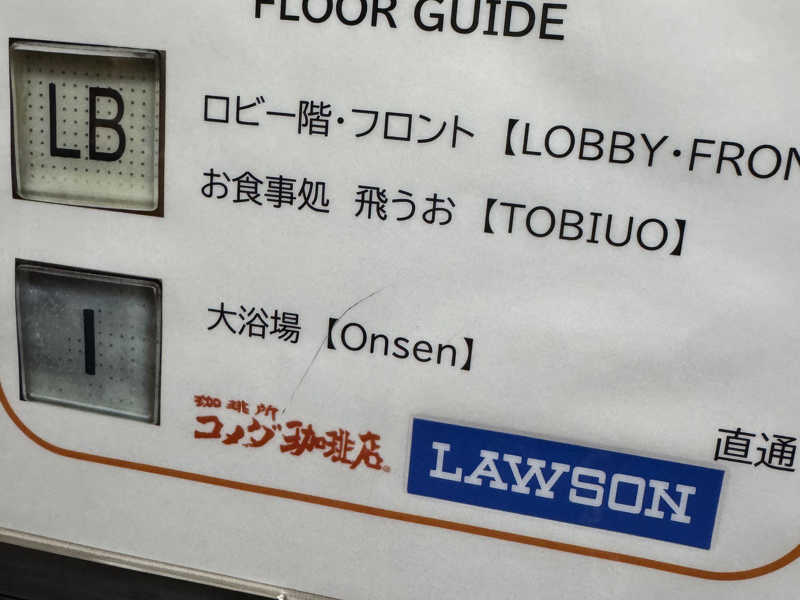 FLOOR GUIDE
LB
ロビー階・フロント【LOBBY・FRON
お食事処 飛うお【TOBIUO】
I
大浴場【Onsen】
珈琲所
コメダ珈琲店
LAWSON
直通